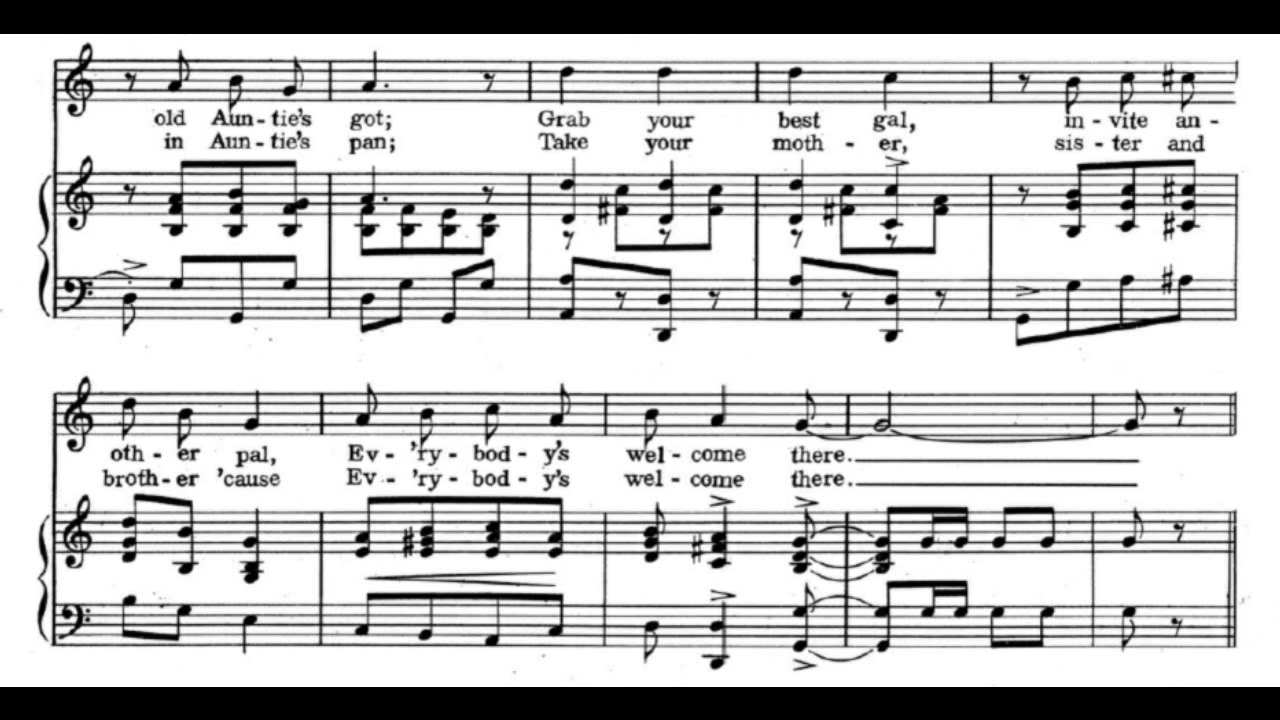 old Aun-tie's got; Grab your best gal, in-vite an-
in Aun-tie's pan; Take your moth-er, sis-ter and
oth-er pal, Ev-'ry-bod-y's wel-come there.
broth-er 'cause Ev-'ry-bod-y's wel-come there.